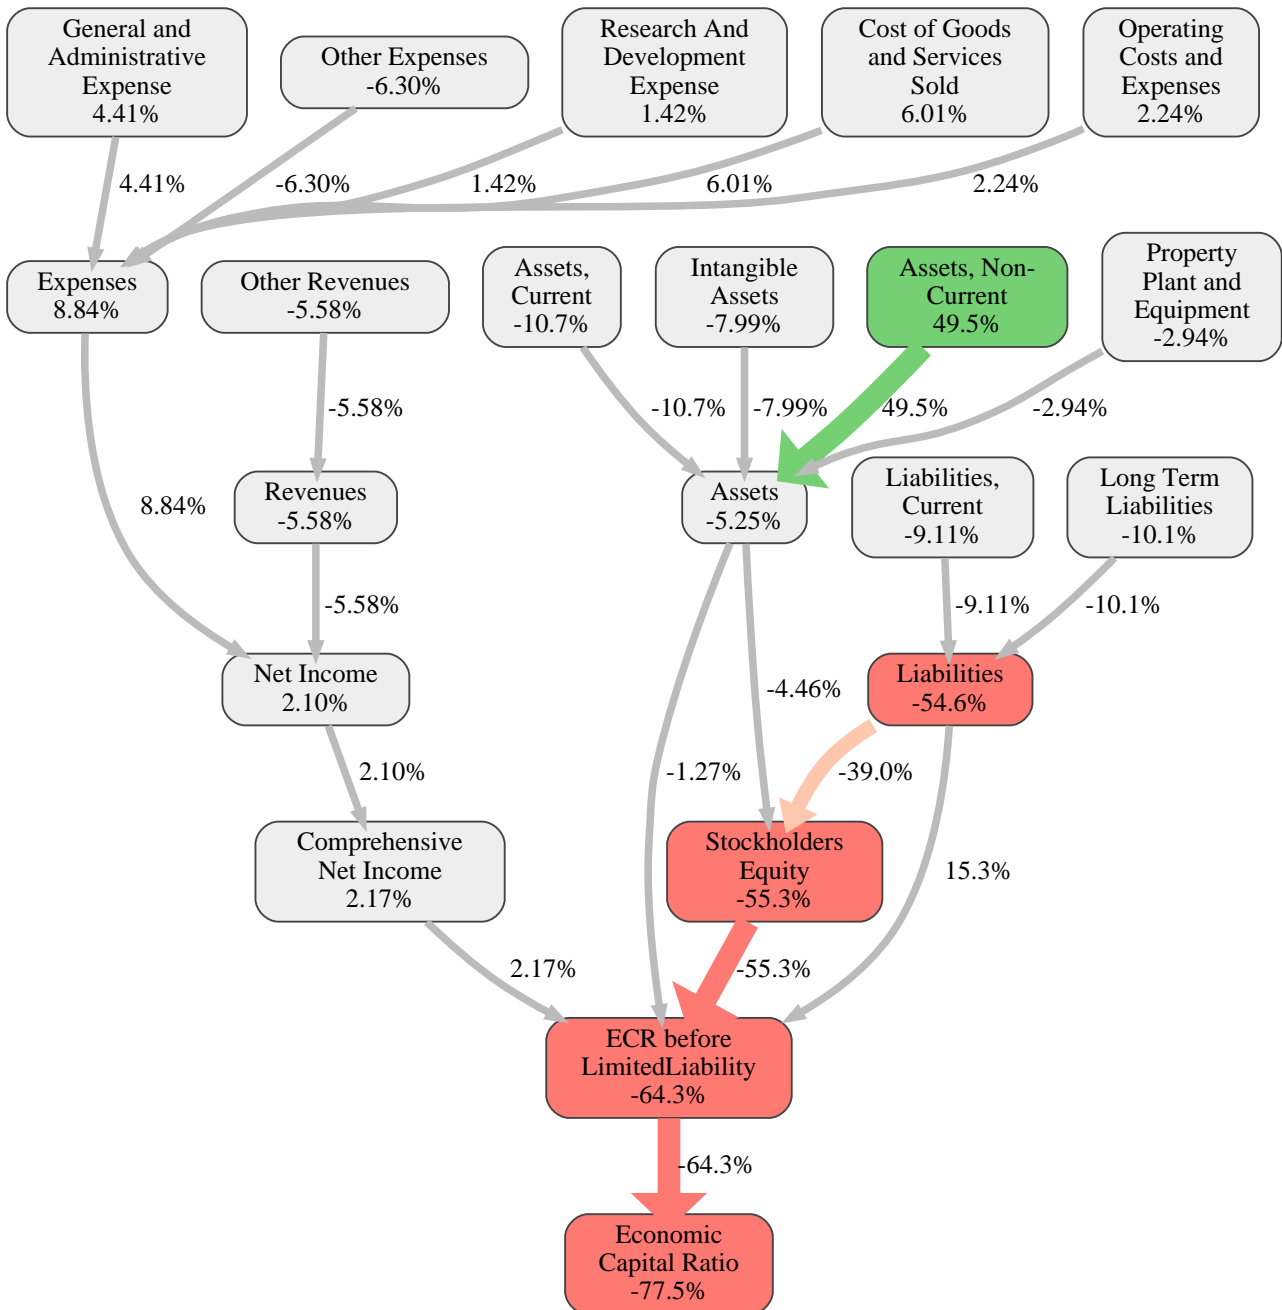 General and
Administrative
Expense
4.41%
Other Expenses
-6.30%
Research And
Development
Expense
1.42%
Cost of Goods
and Services
Sold
6.01%
Operating
Costs and
Expenses
2.24%
4.41%
-6.30%
1.42%
6.01%
2.24%
Expenses
8.84%
Other Revenues
-5.58%
Assets,
Current
-10.7%
Intangible
Assets
-7.99%
Assets, Non-
Current
49.5%
Property
Plant and
Equipment
-2.94%
-5.58%
-10.7%
-7.99%
49.5%
-2.94%
8.84%
Revenues
-5.58%
Assets
-5.25%
Liabilities,
Current
-9.11%
Long Term
Liabilities
-10.1%
-5.58%
-9.11%
-10.1%
Net Income
2.10%
-4.46%
Liabilities
-54.6%
2.10%
-1.27%
-39.0%
Comprehensive
Net Income
2.17%
Stockholders
Equity
-55.3%
15.3%
2.17%
-55.3%
ECR before
LimitedLiability
-64.3%
-64.3%
Economic
Capital Ratio
-77.5%